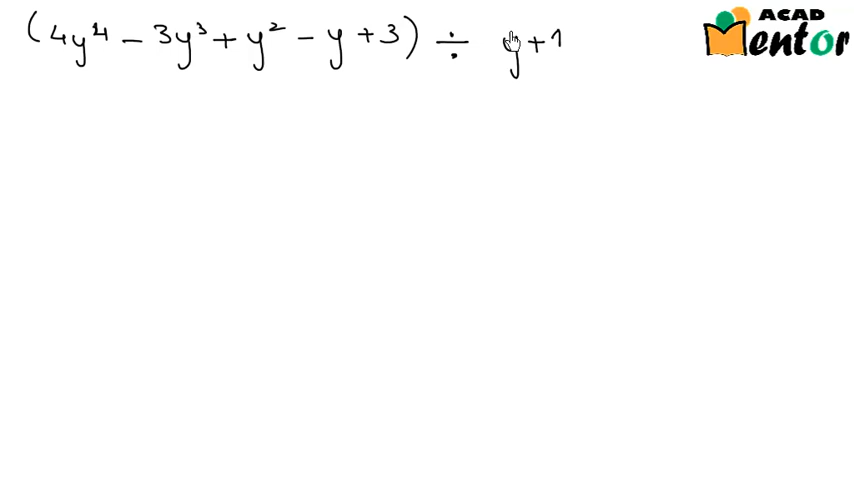 (4y⁴ − 3y³ + y² − y + 3) ÷ y + 1
ACAD
Mentor